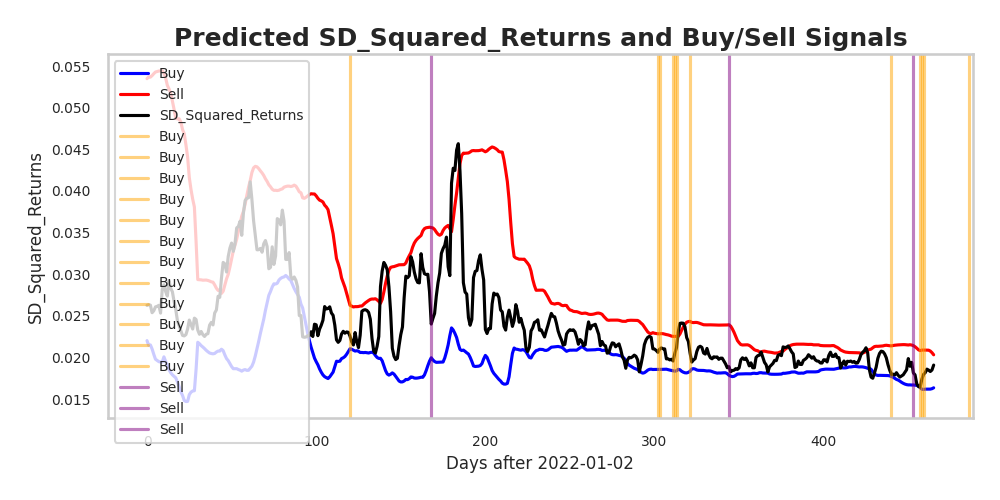 Predicted SD_Squared_Returns and Buy/Sell Signals
SD_Squared_Returns
0.055
0.050
0.045
0.040
0.035
0.030
0.025
0.020
0.015
Buy
Sell
SD_Squared_Returns
Buy
Buy
Buy
Buy
Buy
Buy
Buy
Buy
Buy
Buy
Buy
Buy
Sell
Sell
Sell
0
100
200
300
400
Days after 2022-01-02